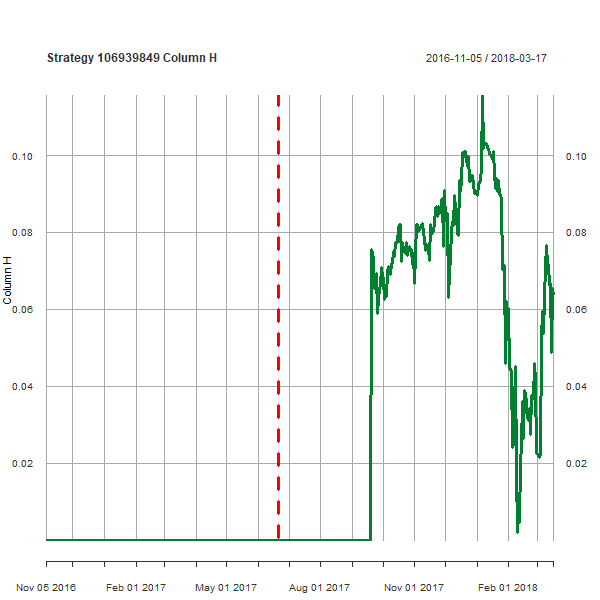 Strategy 106939849 Column H
2016-11-05 / 2018-03-17
Column H
0.10 0.10
0.08 0.08
0.06 0.06
0.04 0.04
0.02 0.02
Nov 05 2016 Feb 01 2017 May 01 2017 Aug 01 2017 Nov 01 2017 Feb 01 2018